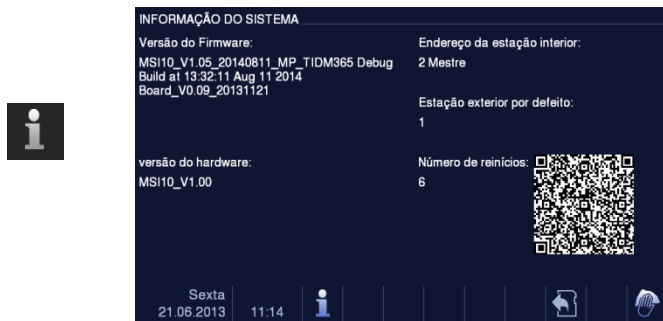 INFORMAÇÃO DO SISTEMA
Versão do Firmware:
MSI10_V1.05_20140811_MP_TIDM365 Debug
Build at 13:32:11 Aug 11 2014
Board_V0.09_20131121
Endereço da estação interior:
2 Mestre
Estação exterior por defeito:
1
versão do hardware:
MSI10_V1.00
Número de reinícios:
6
Sexta
21.06.2013
11:14